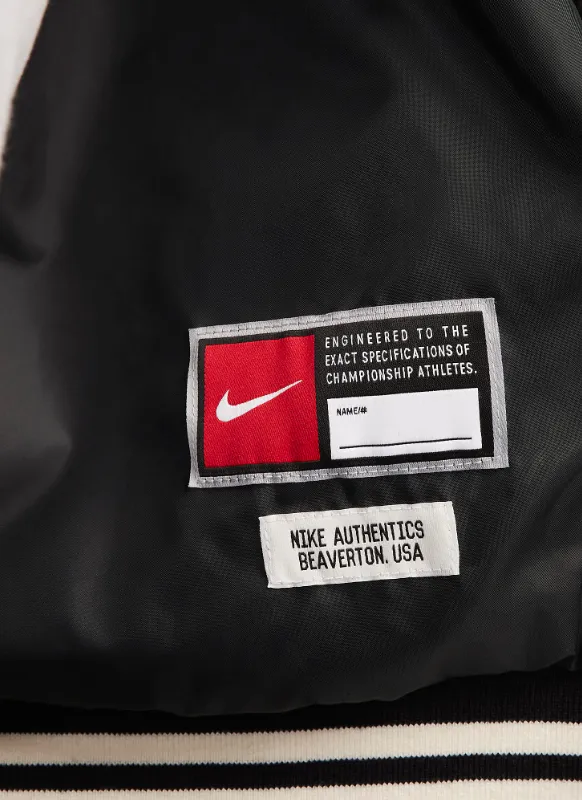 ENGINEERED TO THE
EXACT SPECIFICATIONS OF
CHAMPIONSHIP ATHLETES.
NAME/#
NIKE AUTHENTICS
BEAVERTON. USA